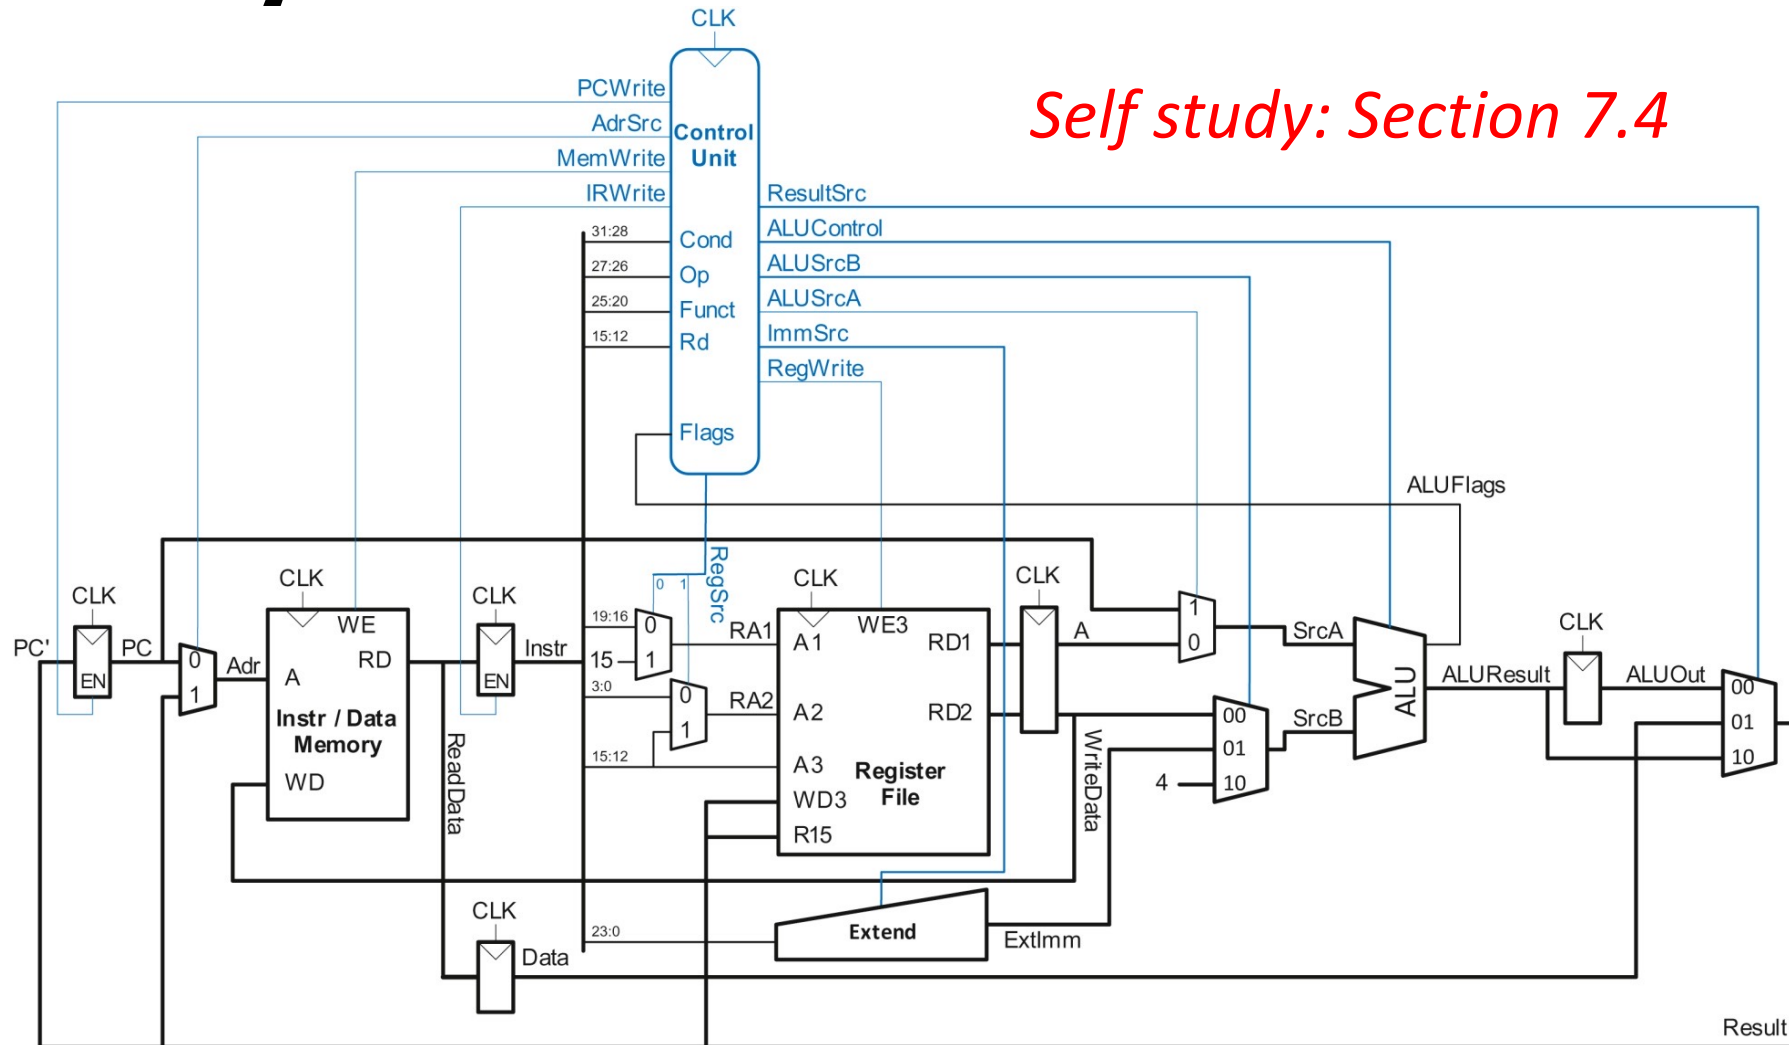 CLK
PCWrite
AdrSrc
MemWrite
IRWrite
Control
Unit
Self study: Section 7.4
ResultSrc
ALUControl
ALUSrcB
ALUSrcA
ImmSrc
RegWrite
31:28
Cond
27:26
Op
25:20
Funct
15:12
Rd
Flags
ALUFlags
RegSrc
0 1
CLK
PC'
EN
PC
0
1
Adr
CLK
WE
RD
A
Instr / Data
Memory
WD
ReadData
CLK
EN
Instr
19:16
15
0
1
RA1
3:0
0
1
RA2
15:12
CLK
A1
WE3
RD1
A2
RD2
A3
Register
File
WD3
R15
CLK
A
WriteData
1
0
SrcA
00
01
4
10
SrcB
ALU
ALUResult
CLK
ALUOut
00
01
10
CLK
Data
23:0
Extend
ExtImm
Result